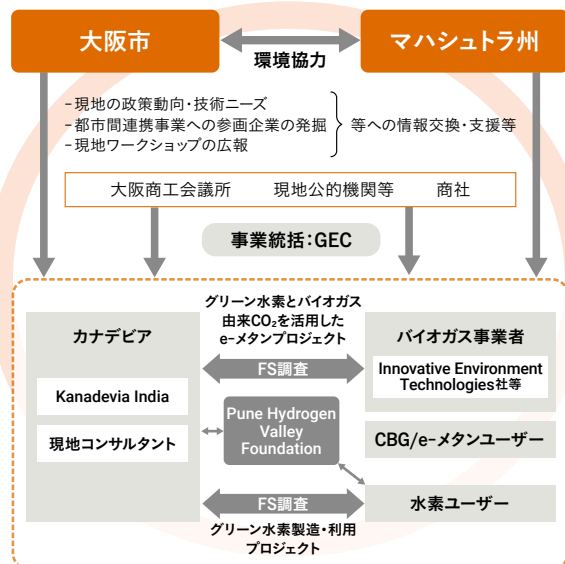 大阪市
マハシュトラ州
環境協力
-現地の政策動向・技術ニーズ
-都市間連携事業への参画企業の発掘
-現地ワークショップの広報
等への情報交換・支援等
大阪商工会議所 現地公的機関等 商社
事業統括:GEC
グリーン水素とバイオガス
由来CO₂を活用した
e-メタンプロジェクト
カナデビア
バイオガス事業者
FS調査
Innovative Environment
Technologies社等
Kanadevia India
現地コンサルタント
Pune Hydrogen
Valley
Foundation
CBG/e-メタンユーザー
FS調査
水素ユーザー
グリーン水素製造・利用
プロジェクト